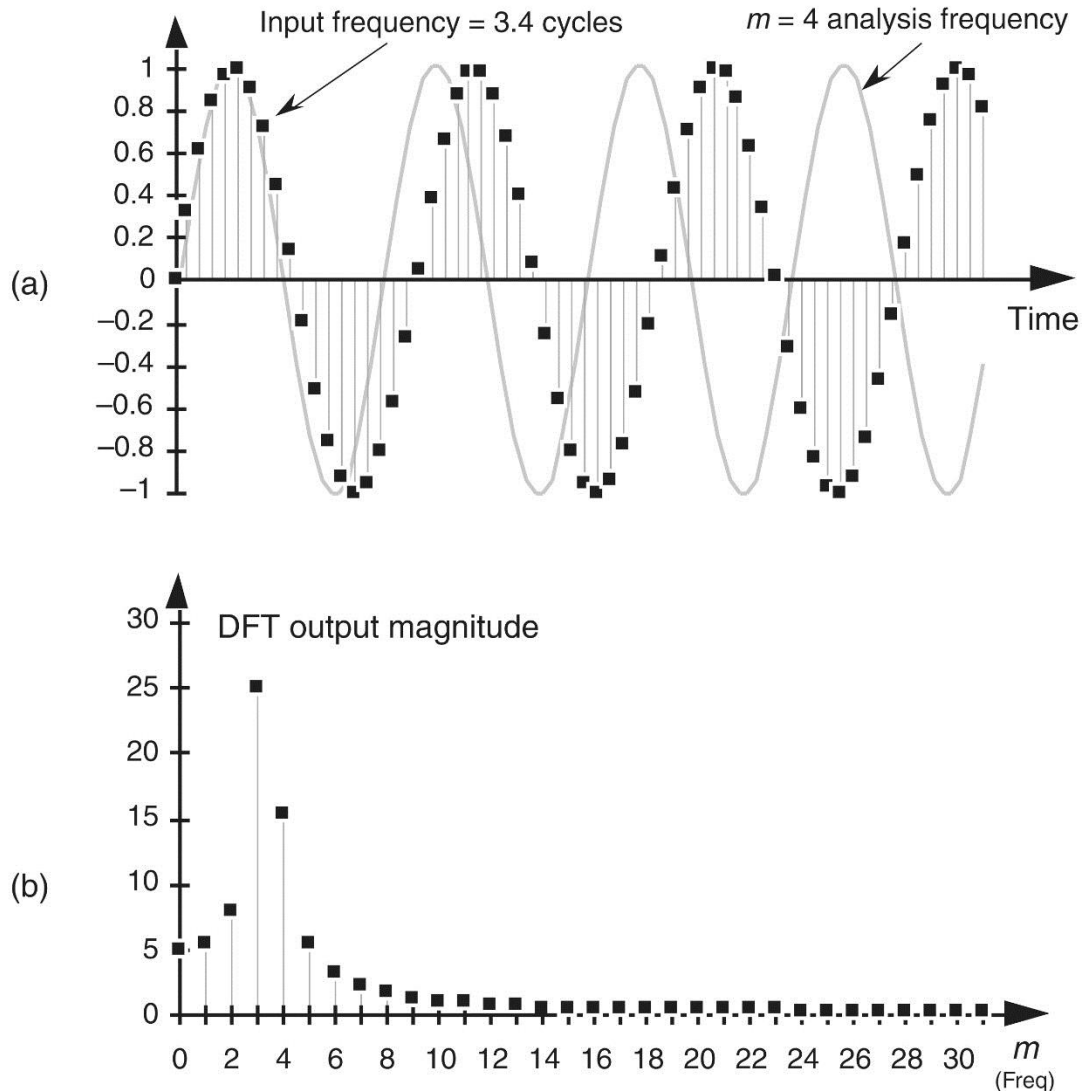 Input frequency = 3.4 cycles
m = 4 analysis frequency
1
0.8
0.6
0.4
0.2
0
−0.2
−0.4
−0.6
−0.8
−1
(a)
Time
DFT output magnitude
30
25
20
15
10
5
0
(b)
0 2 4 6 8 10 12 14 16 18 20 22 24 26 28 30 m
(Freq)